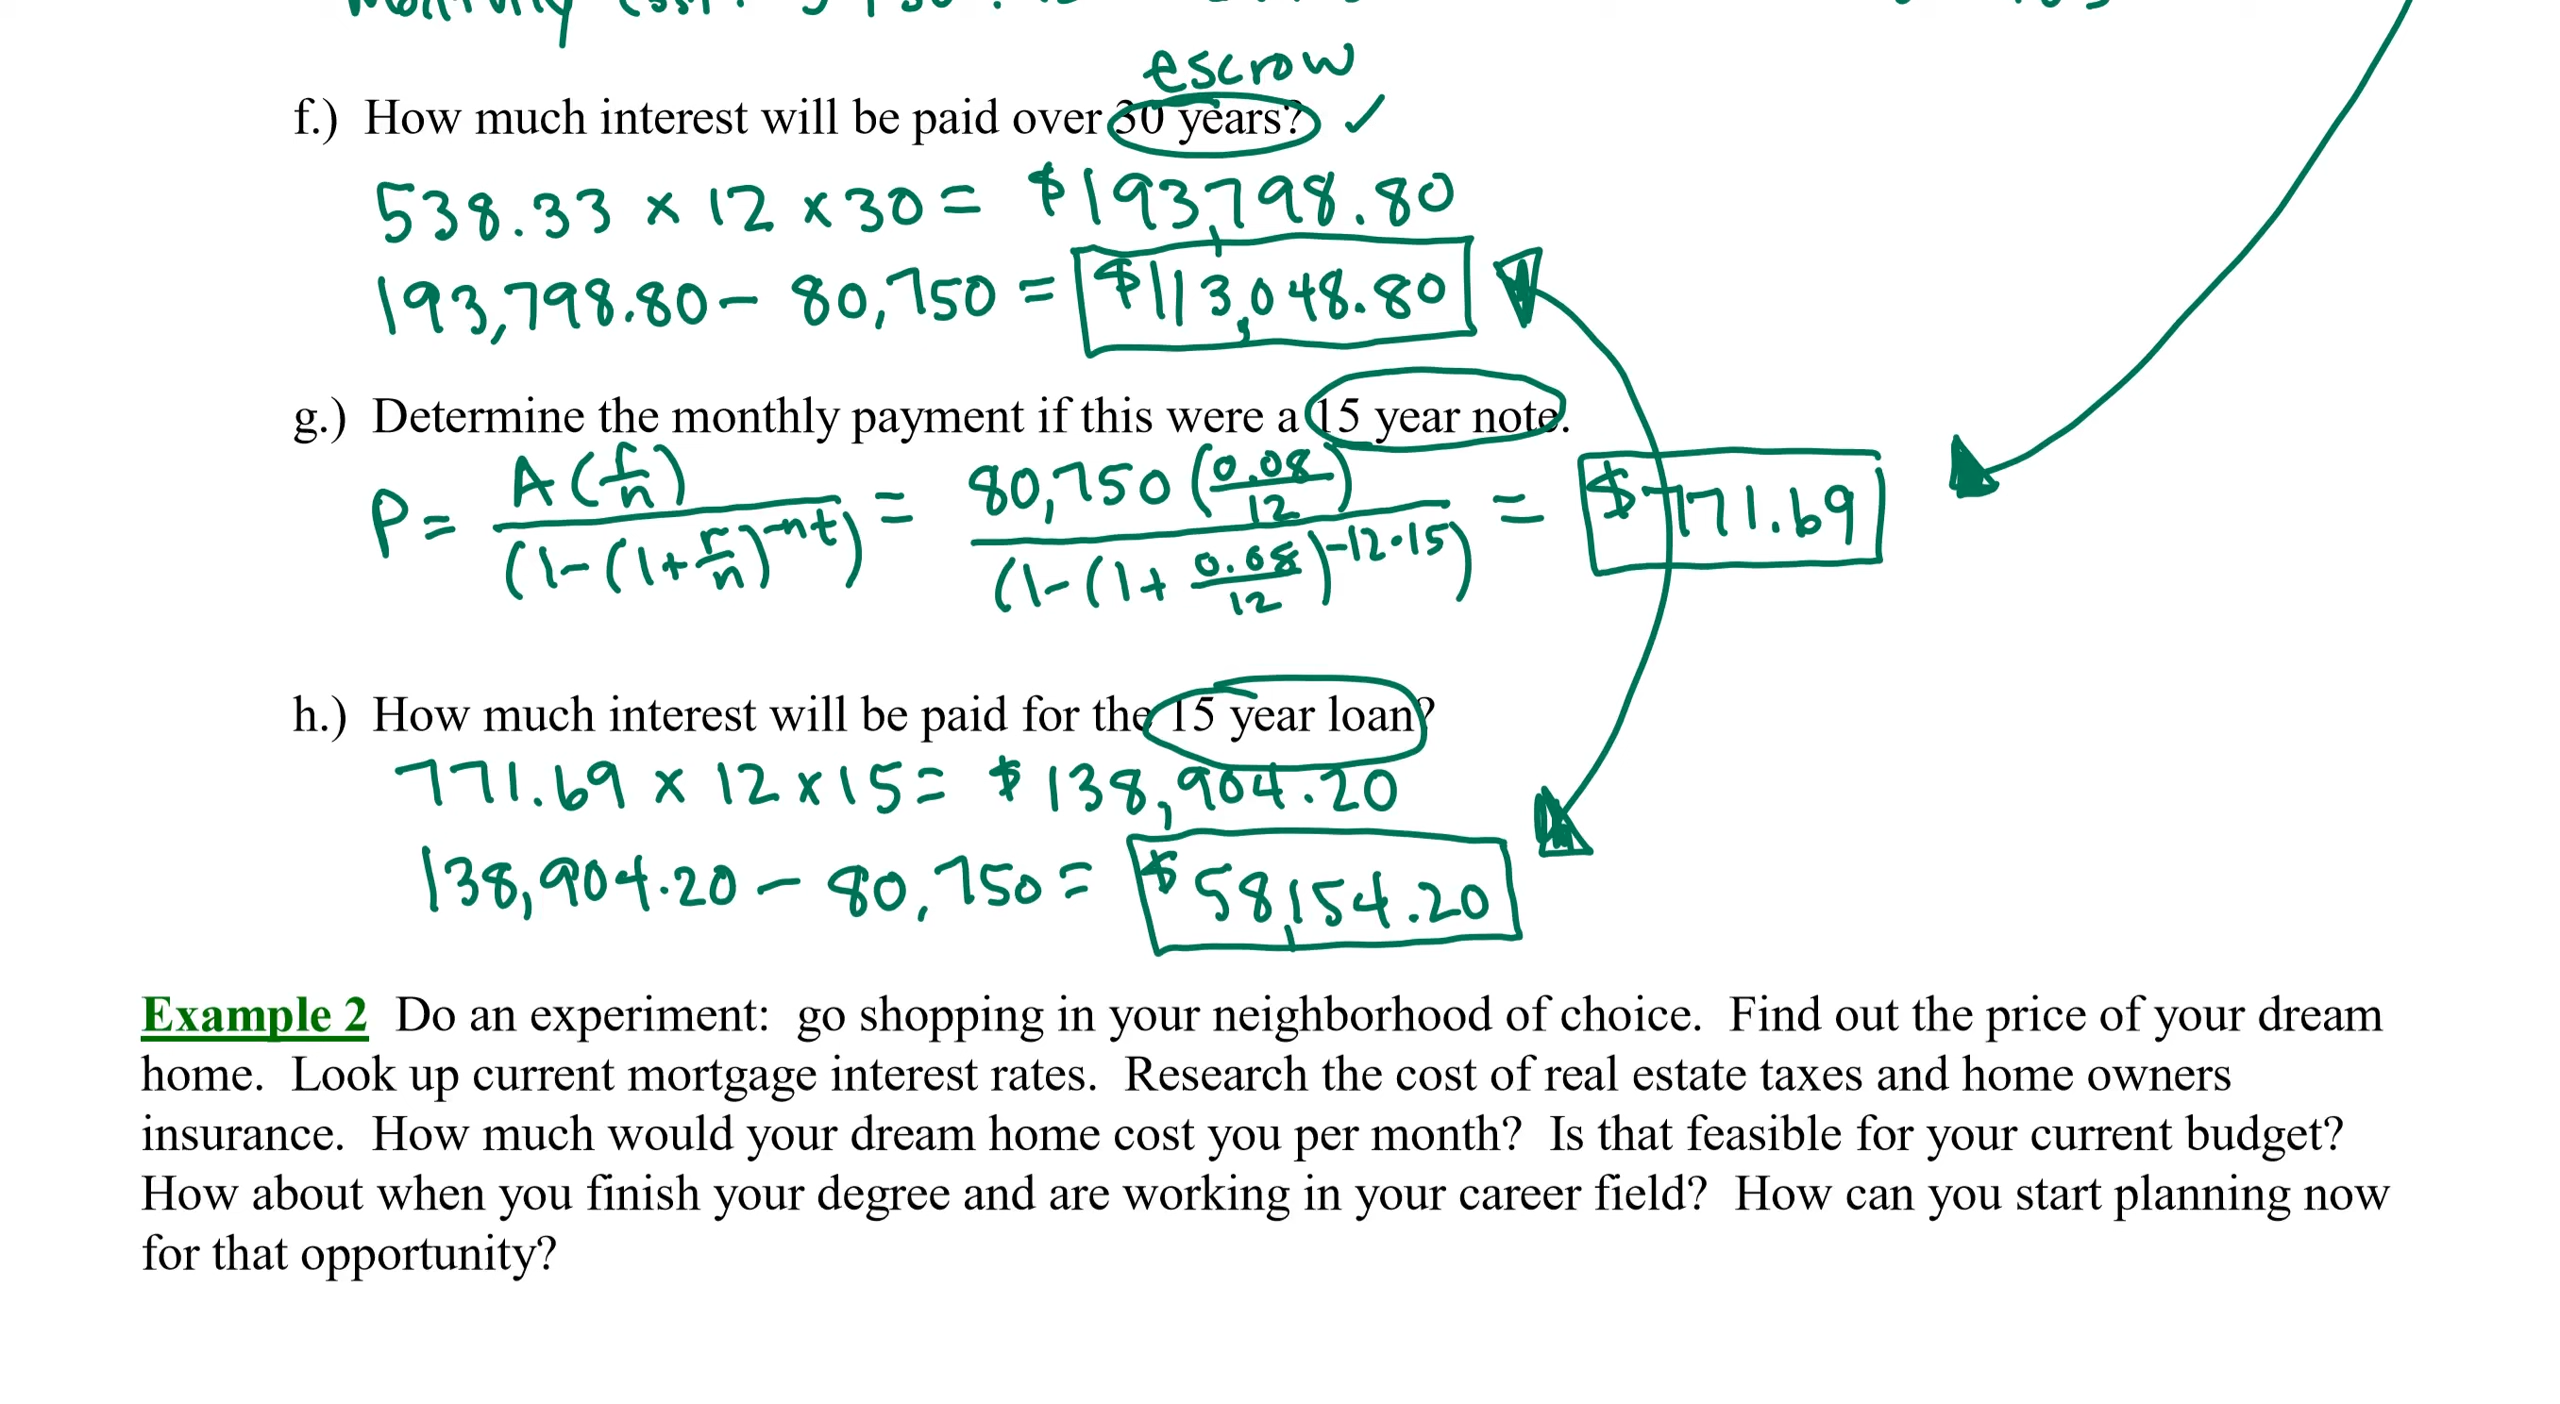 escrow
f.) How much interest will be paid over 30 years? ✓
538.33 × 12 × 30 = $193,798.80
193,798.80 - 80,750 = $113,048.80
g.) Determine the monthly payment if this were a 15 year note.
P = A(r/n) / (1-(1+r/n)^-nt) = 80,750(0.08/12) / (1-(1+0.08/12)^-12·15) = $771.69
h.) How much interest will be paid for the 15 year loan?
771.69 × 12 × 15 = $138,904.20
138,904.20 - 80,750 = $58,154.20
Example 2 Do an experiment: go shopping in your neighborhood of choice. Find out the price of your dream
home. Look up current mortgage interest rates. Research the cost of real estate taxes and home owners
insurance. How much would your dream home cost you per month? Is that feasible for your current budget?
How about when you finish your degree and are working in your career field? How can you start planning now
for that opportunity?